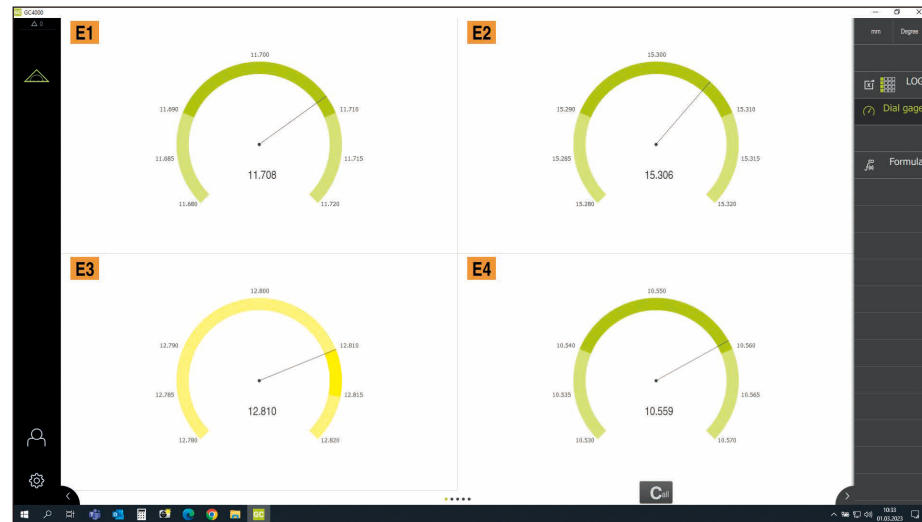 GC GC4000
△ 0
mm Degree
E1
11.700
11.690 11.710
11.685 11.715
11.680 11.720
11.708
E2
15.300
15.290 15.310
15.285 15.315
15.280 15.320
15.306
LOG
Dial gage
f(x)
Formula
E3
12.800
12.790 12.810
12.785 12.815
12.780 12.820
12.810
E4
10.550
10.540 10.560
10.535 10.565
10.530 10.570
10.559
Call
GC
10:33
01.03.2023